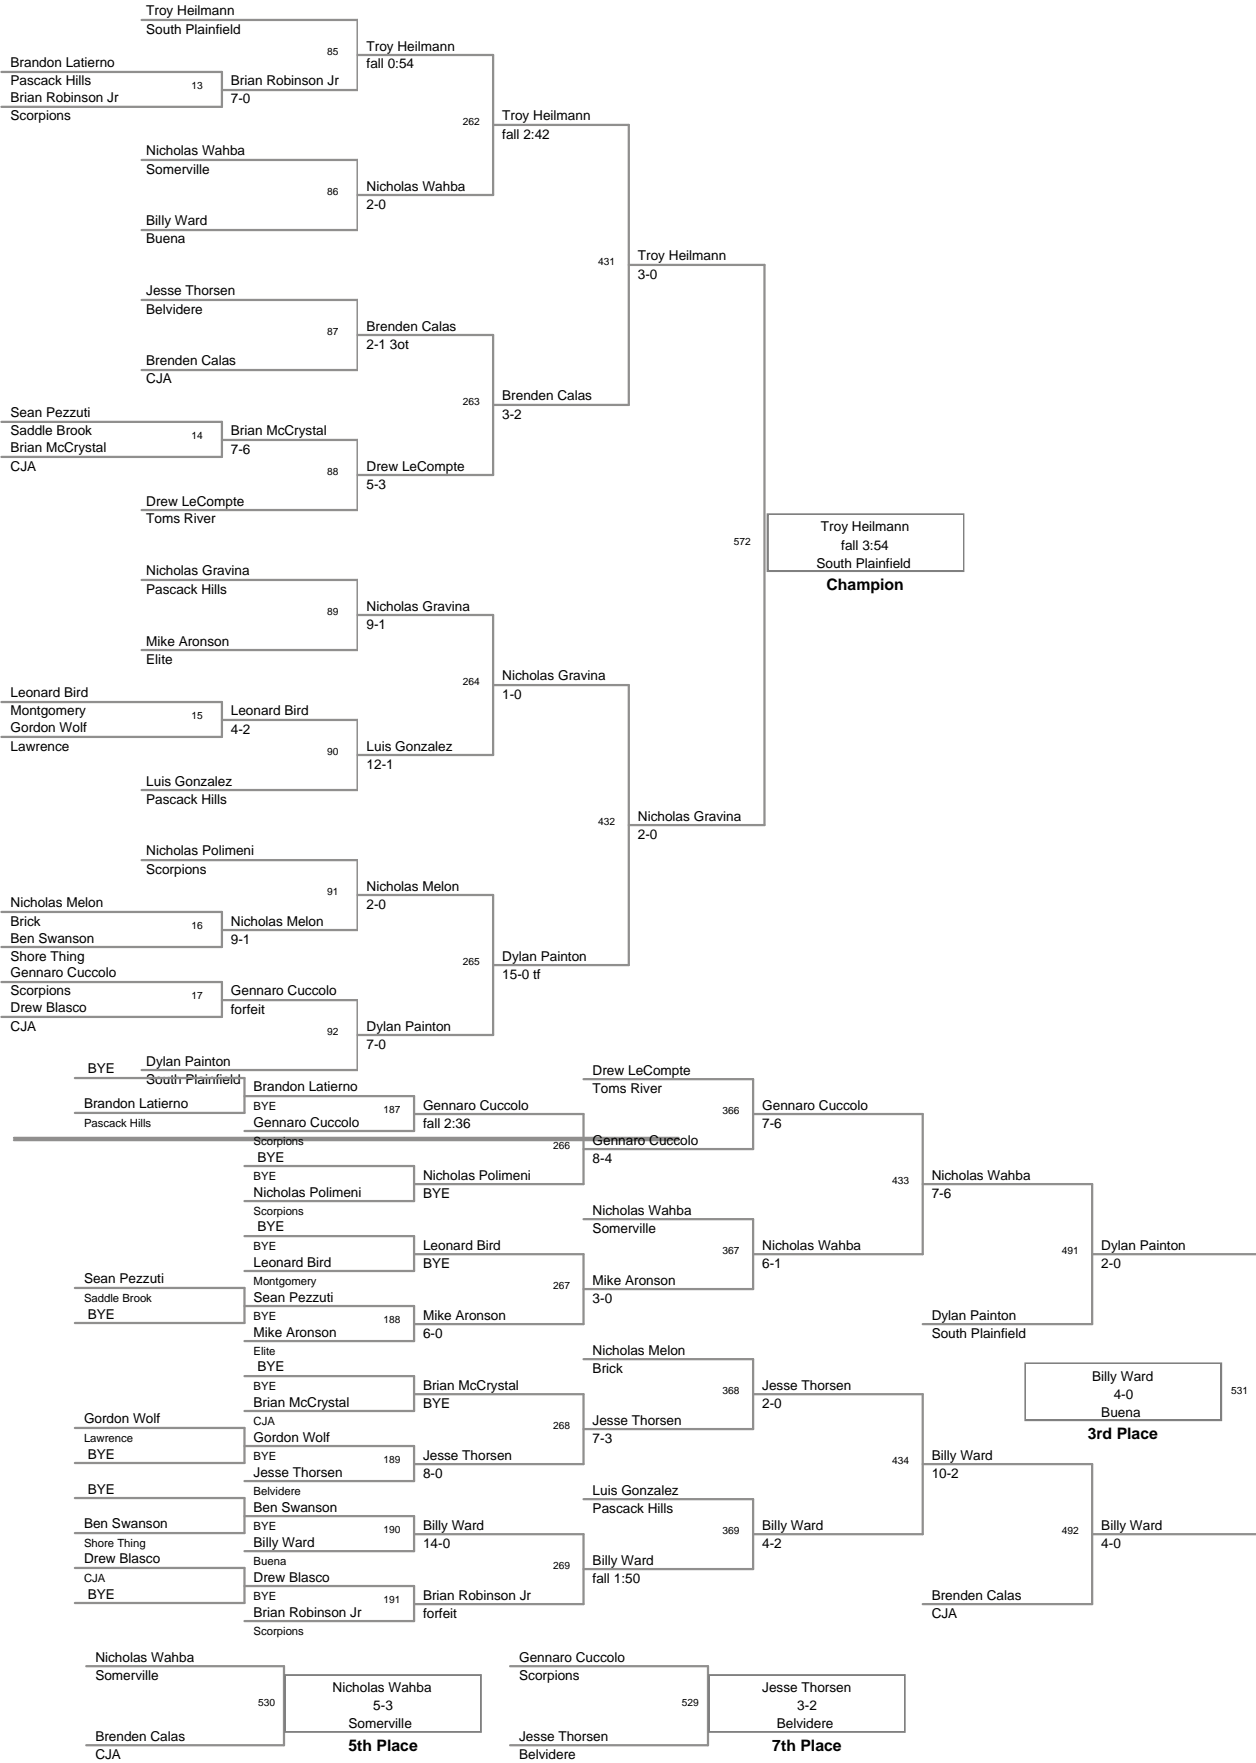 Troy Heilmann
South Plainfield
85
Troy Heilmann
fall 0:54
Brandon Latierno
Pascack Hills
13
Brian Robinson Jr
Brian Robinson Jr
7-0
Scorpions
262
Troy Heilmann
fall 2:42
Nicholas Wahba
Somerville
86
Nicholas Wahba
2-0
Billy Ward
Buena
431
Troy Heilmann
3-0
Jesse Thorsen
Belvidere
87
Brenden Calas
2-1 3ot
Brenden Calas
CJA
263
Brenden Calas
3-2
Sean Pezzuti
Saddle Brook
14
Brian McCrystal
Brian McCrystal
7-6
CJA
88
Drew LeCompte
5-3
Drew LeCompte
Toms River
572
Troy Heilmann
fall 3:54
South Plainfield
Champion
Nicholas Gravina
Pascack Hills
89
Nicholas Gravina
9-1
Mike Aronson
Elite
264
Nicholas Gravina
1-0
Leonard Bird
Montgomery
15
Leonard Bird
Gordon Wolf
4-2
Lawrence
90
Luis Gonzalez
12-1
Luis Gonzalez
Pascack Hills
432
Nicholas Gravina
2-0
Nicholas Polimeni
Scorpions
91
Nicholas Melon
2-0
Nicholas Melon
Brick
16
Nicholas Melon
Ben Swanson
9-1
Shore Thing
265
Dylan Painton
15-0 tf
Gennaro Cuccolo
Scorpions
17
Gennaro Cuccolo
Drew Blasco
forfeit
CJA
92
Dylan Painton
7-0
Dylan Painton
South Plainfield
BYE
Brandon Latierno
Pascack Hills
Brandon Latierno
BYE
187
Gennaro Cuccolo
Scorpions
Gennaro Cuccolo
fall 2:36
266
Gennaro Cuccolo
8-4
Drew LeCompte
Toms River
366
Gennaro Cuccolo
7-6
BYE
BYE
Nicholas Polimeni
Scorpions
Nicholas Polimeni
BYE
433
Nicholas Wahba
7-6
BYE
BYE
Leonard Bird
Montgomery
Leonard Bird
BYE
Nicholas Wahba
Somerville
367
Nicholas Wahba
6-1
491
Dylan Painton
2-0
267
Mike Aronson
3-0
Sean Pezzuti
Saddle Brook
BYE
Sean Pezzuti
BYE
188
Mike Aronson
Elite
Mike Aronson
6-0
Dylan Painton
South Plainfield
BYE
BYE
Brian McCrystal
CJA
Brian McCrystal
BYE
Nicholas Melon
Brick
368
Jesse Thorsen
2-0
Billy Ward
4-0
Buena
531
3rd Place
268
Jesse Thorsen
7-3
Gordon Wolf
Lawrence
BYE
Gordon Wolf
BYE
189
Jesse Thorsen
Belvidere
Jesse Thorsen
8-0
434
Billy Ward
10-2
BYE
Ben Swanson
Shore Thing
Ben Swanson
BYE
190
Billy Ward
Buena
Billy Ward
14-0
Luis Gonzalez
Pascack Hills
369
Billy Ward
4-2
492
Billy Ward
4-0
269
Billy Ward
fall 1:50
Drew Blasco
CJA
BYE
Drew Blasco
BYE
191
Brian Robinson Jr
Scorpions
Brian Robinson Jr
forfeit
Brenden Calas
CJA
Nicholas Wahba
Somerville
530
Brenden Calas
CJA
Nicholas Wahba
5-3
Somerville
5th Place
Gennaro Cuccolo
Scorpions
529
Jesse Thorsen
Belvidere
Jesse Thorsen
3-2
Belvidere
7th Place